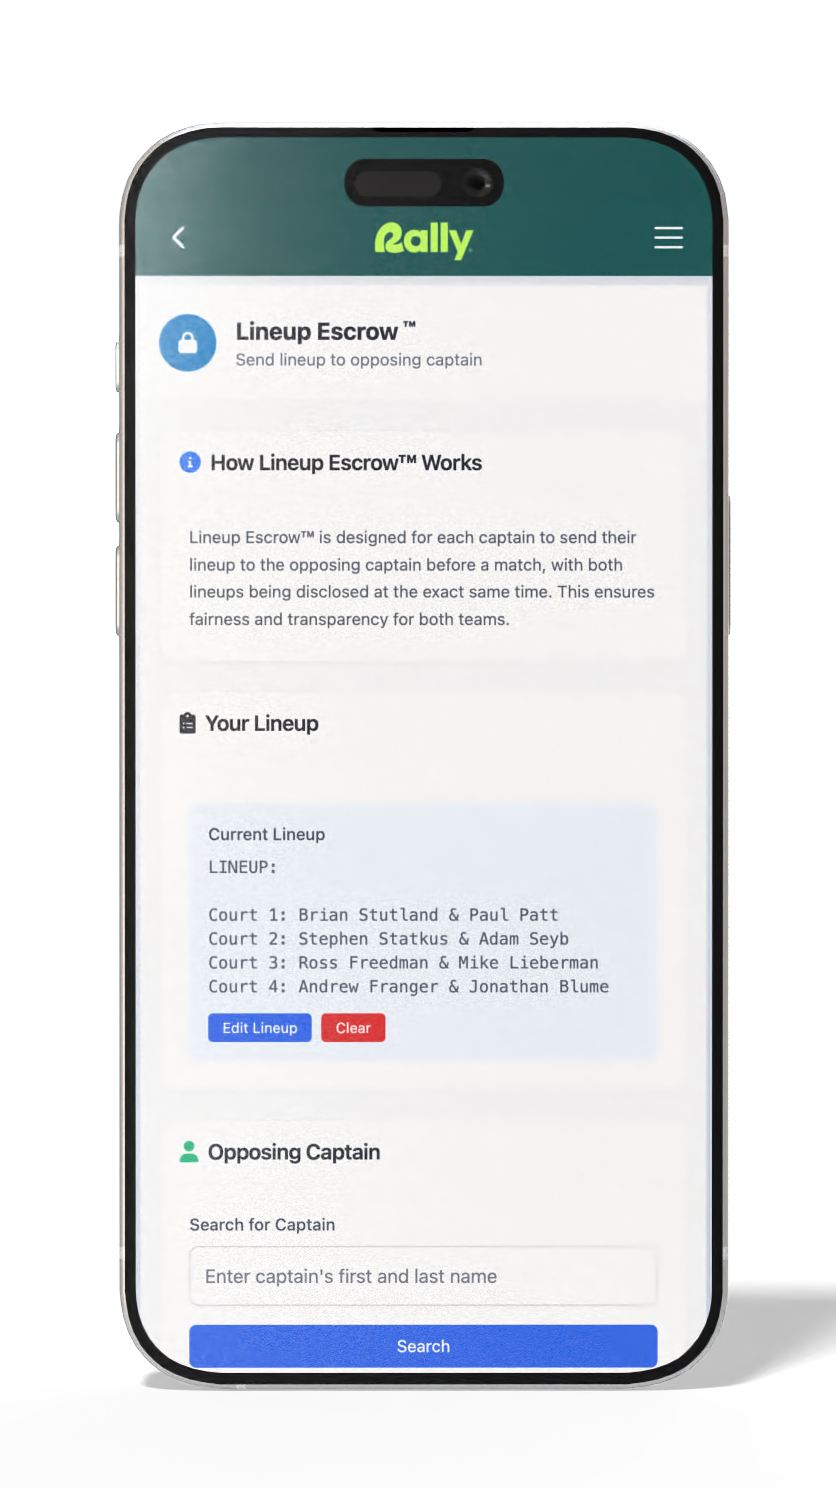 Rally
Lineup Escrow ™
Send lineup to opposing captain
How Lineup Escrow™ Works
Lineup Escrow™ is designed for each captain to send their
lineup to the opposing captain before a match, with both
lineups being disclosed at the exact same time. This ensures
fairness and transparency for both teams.
Your Lineup
Current Lineup
LINEUP:
Court 1: Brian Stutland & Paul Patt
Court 2: Stephen Statkus & Adam Seyb
Court 3: Ross Freedman & Mike Lieberman
Court 4: Andrew Franger & Jonathan Blume
Edit Lineup Clear
Opposing Captain
Search for Captain
Enter captain's first and last name
Search